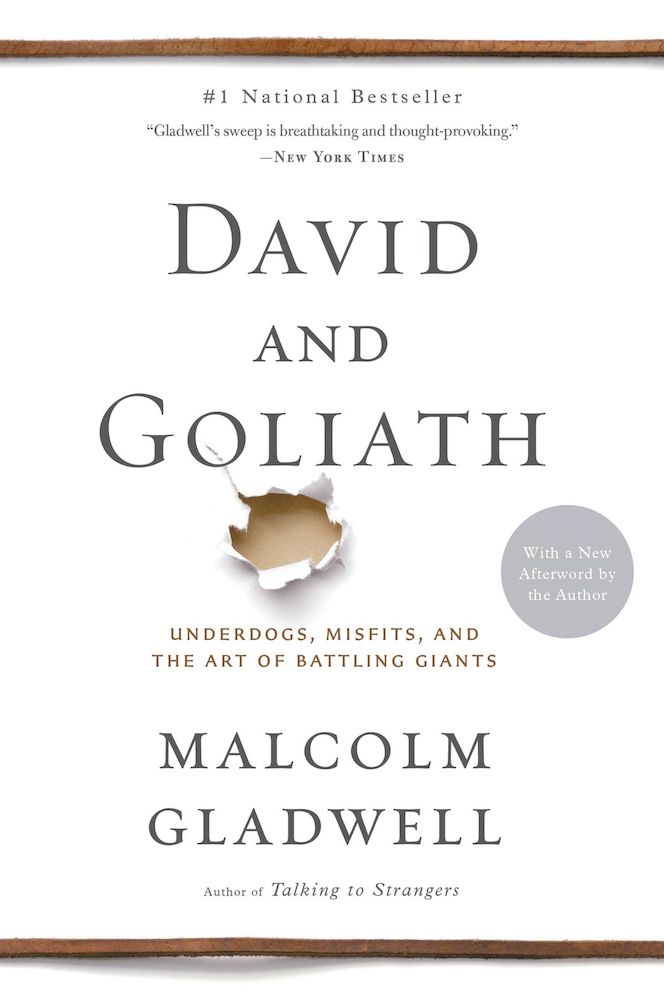 #1 National Bestseller
“Gladwell’s sweep is breathtaking and thought-provoking.”
—New York Times
David
and
Goliath
With a New
Afterword by
the Author
Underdogs, Misfits, and
the Art of Battling Giants
Malcolm
Gladwell
Author of Talking to Strangers